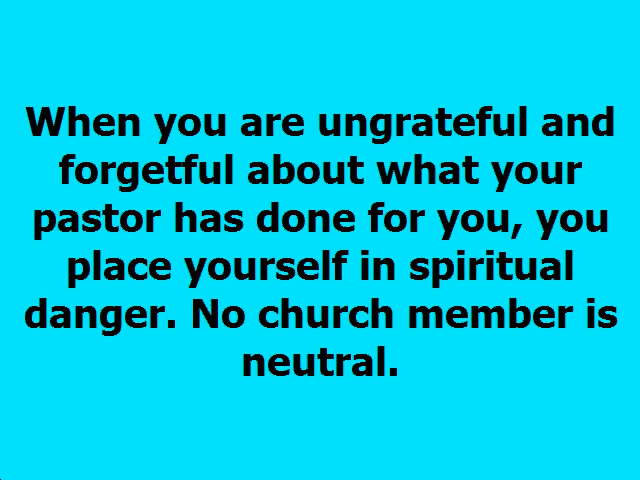 When you are ungrateful and
forgetful about what your
pastor has done for you, you
place yourself in spiritual
danger. No church member is
neutral.